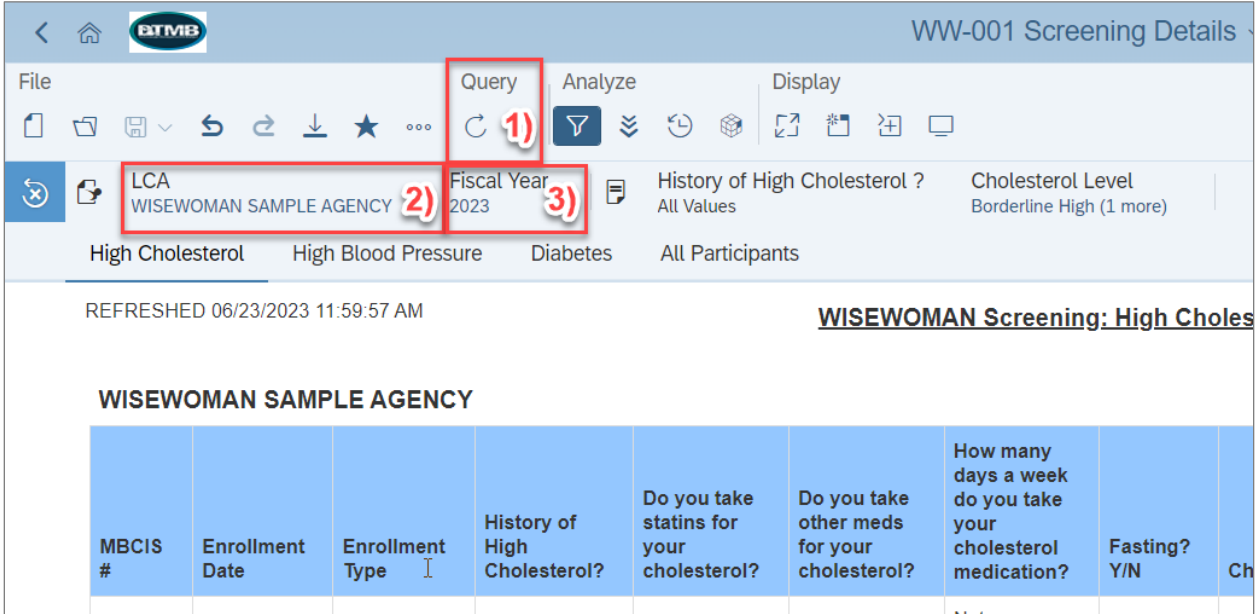 DTMB
WW-001 Screening Details
File
Query
Analyze
Display
1)
LCA
WISEWOMAN SAMPLE AGENCY
2)
Fiscal Year
2023
3)
History of High Cholesterol ?
All Values
Cholesterol Level
Borderline High (1 more)
High Cholesterol
High Blood Pressure
Diabetes
All Participants
REFRESHED 06/23/2023 11:59:57 AM
WISEWOMAN Screening: High Choles
WISEWOMAN SAMPLE AGENCY
MBCIS
#
Enrollment
Date
Enrollment
Type
History of
High
Cholesterol?
Do you take
statins for
your
cholesterol?
Do you take
other meds
for your
cholesterol?
How many
days a week
do you take
your
cholesterol
medication?
Fasting?
Y/N
Ch